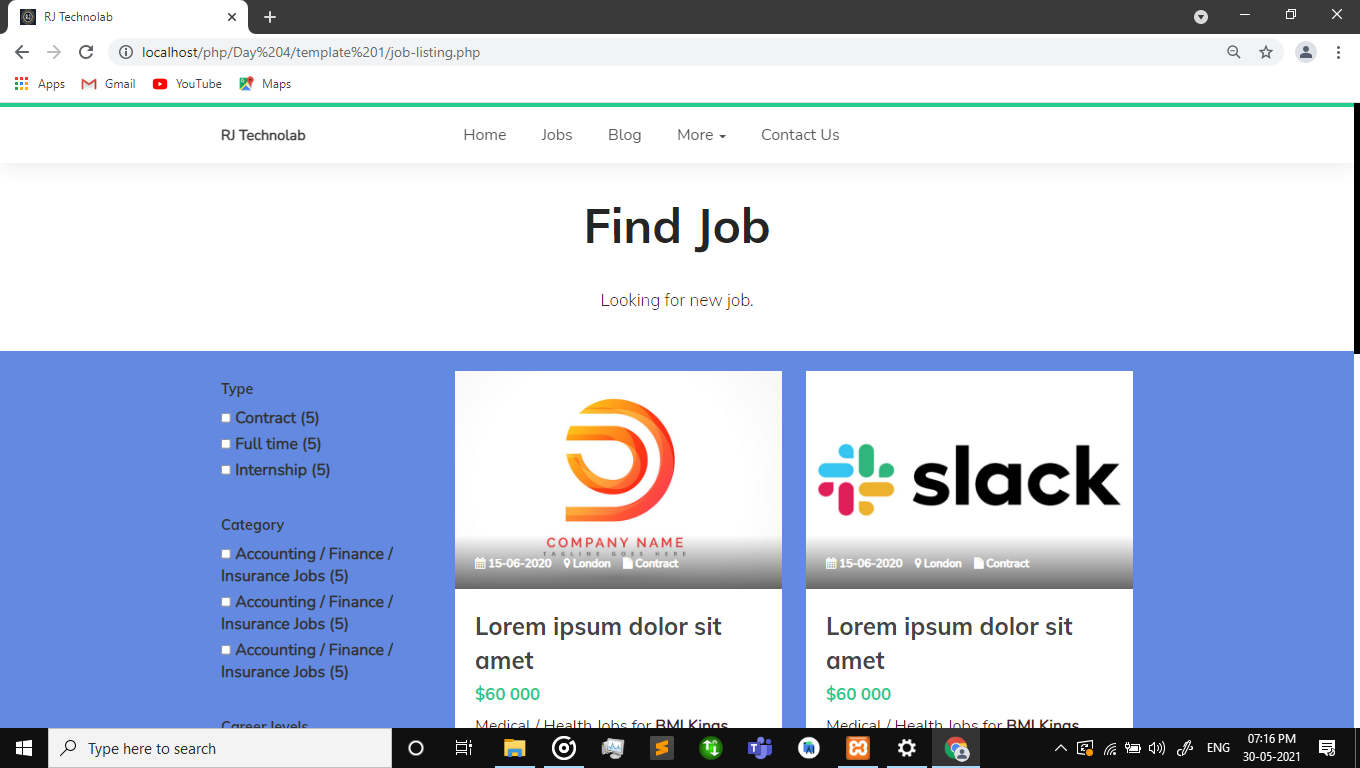 RJ Technolab
localhost/php/Day%204/template%201/job-listing.php
Apps Gmail YouTube Maps
RJ Technolab Home Jobs Blog More Contact Us
Find Job
Looking for new job.
Type
Contract (5)
Full time (5)
Internship (5)
Category
Accounting / Finance /
Insurance Jobs (5)
Accounting / Finance /
Insurance Jobs (5)
Accounting / Finance /
Insurance Jobs (5)
Career levels
COMPANY NAME
TAGLINE GOES HERE
15-06-2020 London Contract
Lorem ipsum dolor sit
amet
$60 000
Medical / Health Jobs for BMI Kings
slack
15-06-2020 London Contract
Lorem ipsum dolor sit
amet
$60 000
Medical / Health Jobs for BMI Kings
Type here to search
ENG
07:16 PM
30-05-2021